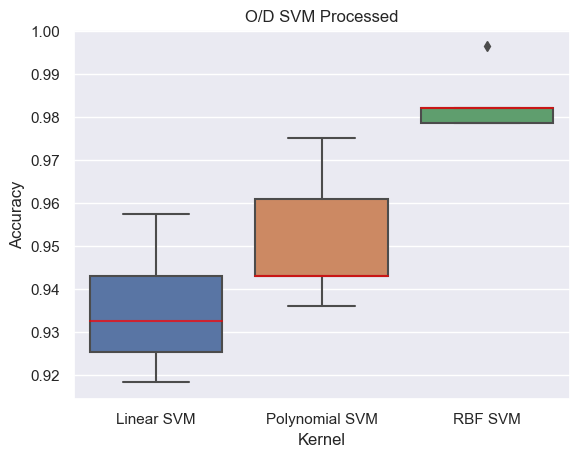 O/D SVM Processed
1.00
0.99
0.98
0.97
0.96
0.95
0.94
0.93
0.92
Accuracy
Linear SVM Polynomial SVM RBF SVM
Kernel